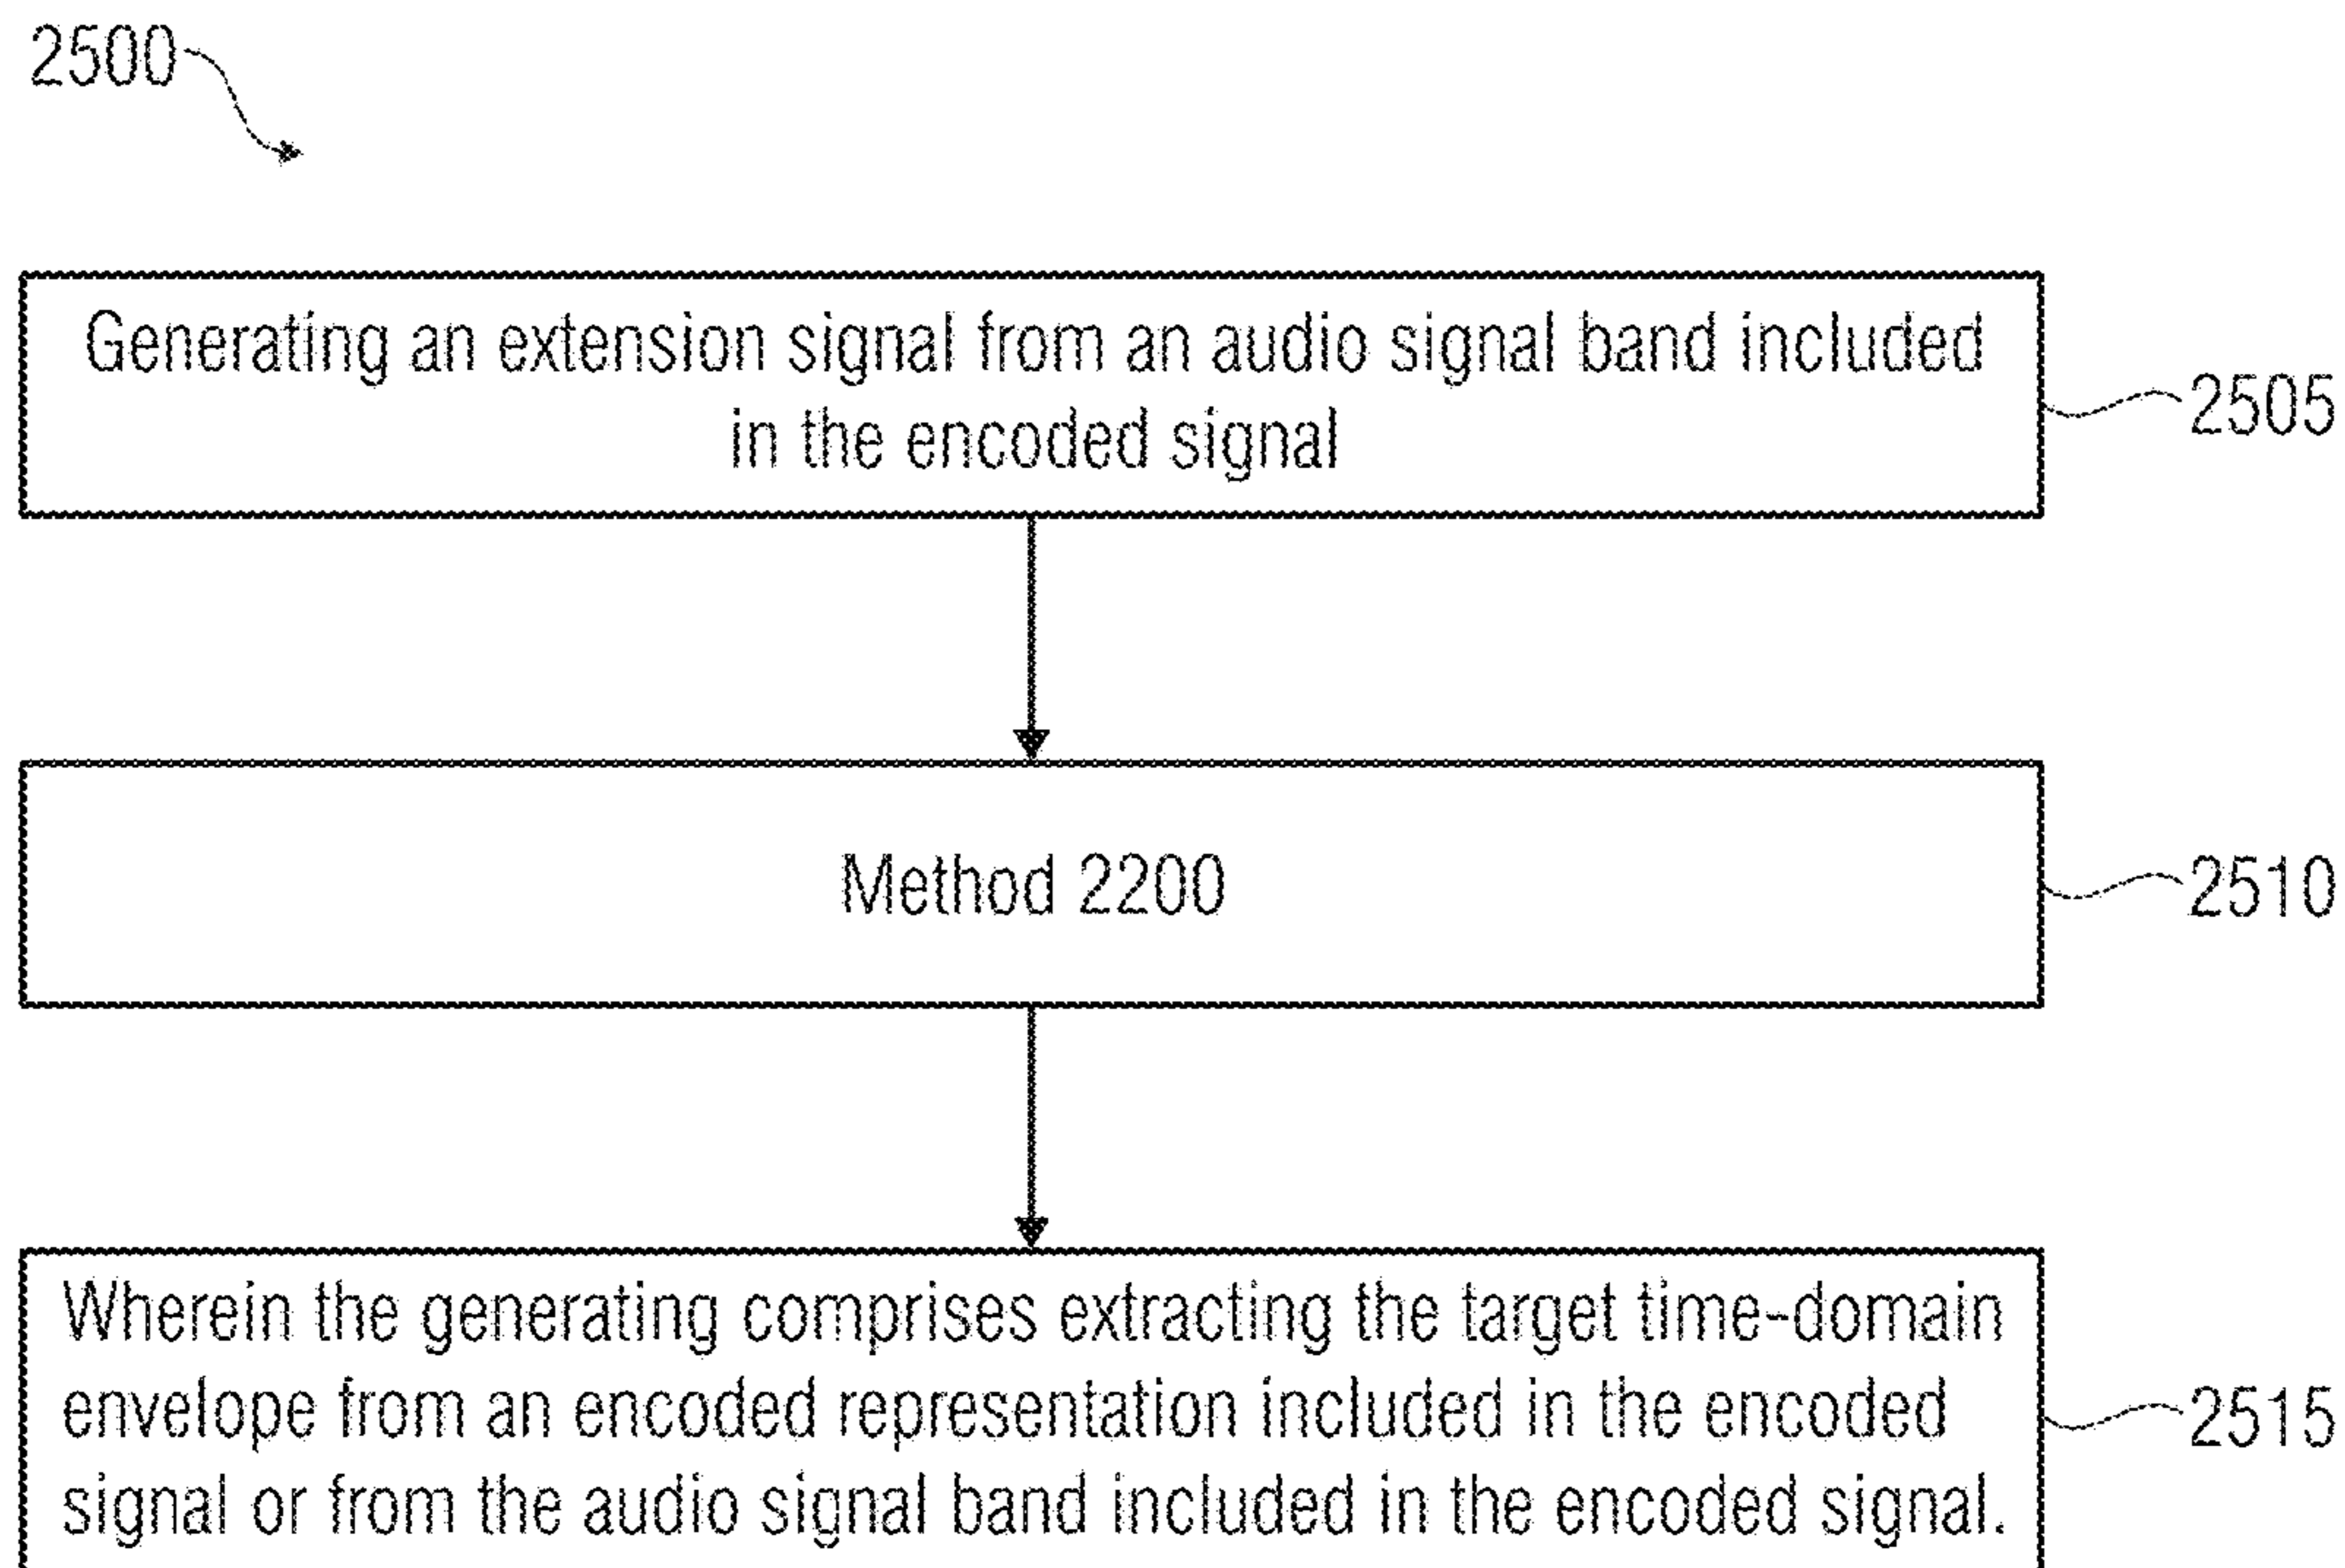 2500
Generating an extension signal from an audio signal band included
in the encoded signal
2505
Method 2200
2510
Wherein the generating comprises extracting the target time-domain
envelope from an encoded representation included in the encoded
signal or from the audio signal band included in the encoded signal.
2515